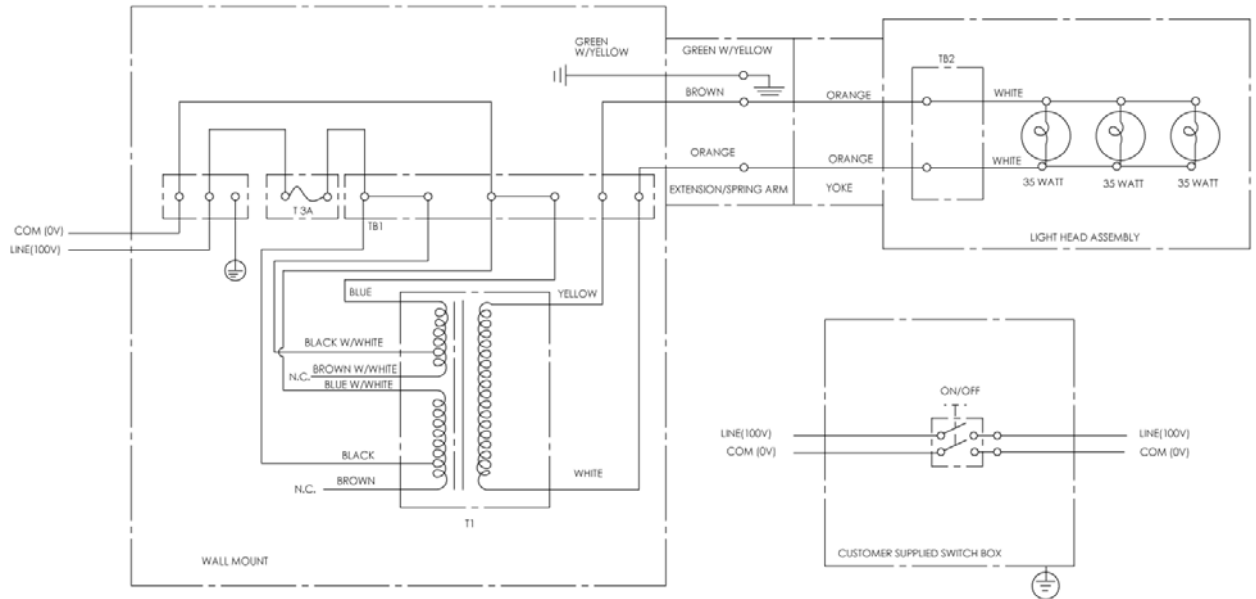 GREEN
W/YELLOW
GREEN W/YELLOW
TB2
BROWN
ORANGE
WHITE
ORANGE
ORANGE
WHITE
EXTENSION/SPRING ARM
YOKE
35 WATT
35 WATT
35 WATT
T 3A
TB1
COM (0V)
LINE(100V)
LIGHT HEAD ASSEMBLY
BLUE
YELLOW
BLACK W/WHITE
N.C.
BROWN W/WHITE
BLUE W/WHITE
BLACK
BROWN
N.C.
WHITE
T1
WALL MOUNT
ON/OFF
LINE(100V)
COM (0V)
LINE(100V)
COM (0V)
CUSTOMER SUPPLIED SWITCH BOX